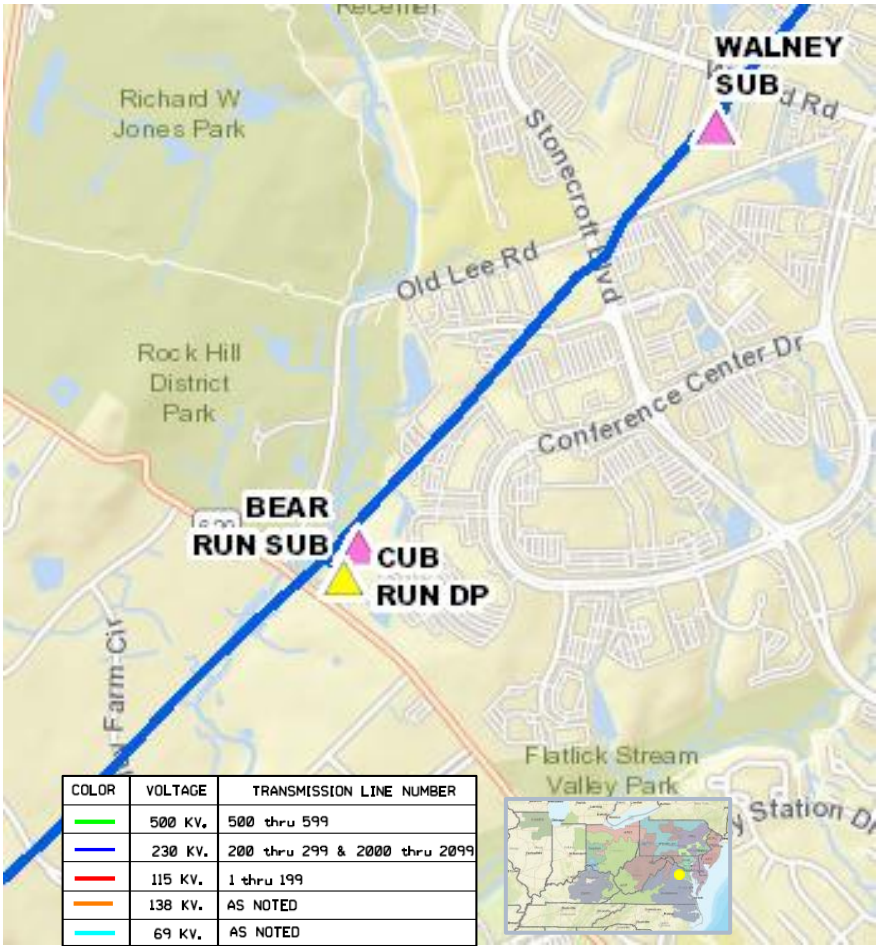 WALNEY
SUB
d Rd
Richard W
Jones Park
Stonecroft Blvd
Old Lee Rd
Rock Hill
District
Park
Conference Center Dr
BEAR
RUN SUB
CUB
RUN DP
Farm Cir
Flatlick Stream
Valley Park
y Station Dr
COLOR VOLTAGE TRANSMISSION LINE NUMBER
500 KV. 500 thru 599
230 KV. 200 thru 299 & 2000 thru 2099
115 KV. 1 thru 199
138 KV. AS NOTED
69 KV. AS NOTED